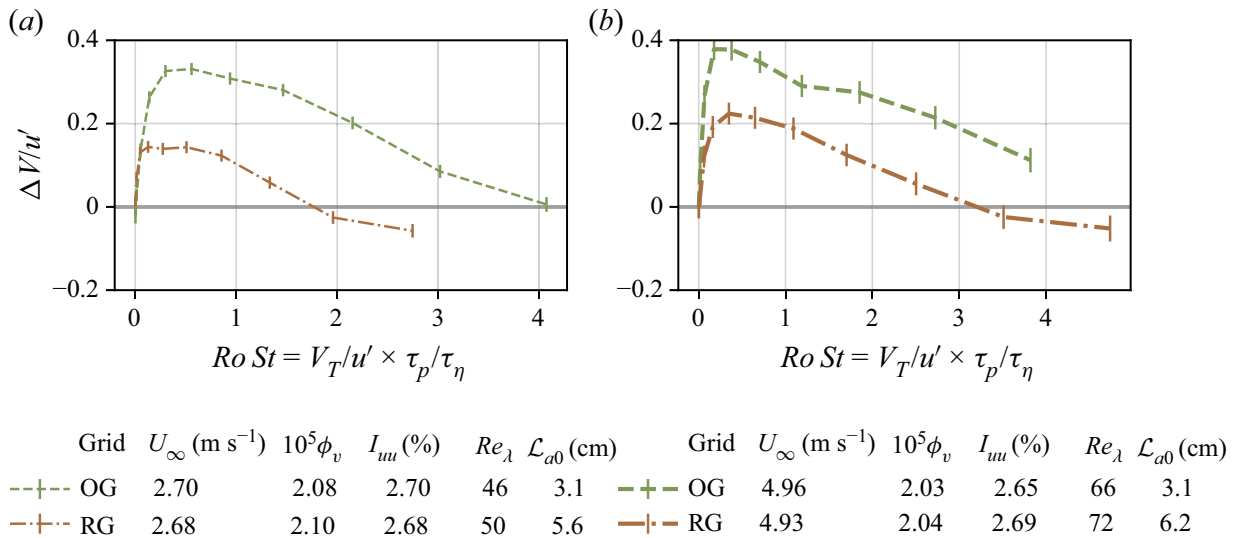 (a)
0.4
0.2
0
−0.2
ΔV/u′
0 1 2 3 4
Ro St = V_T/u′ × τ_p/τ_η
(b)
0.4
0.2
0
−0.2
0 1 2 3 4
Ro St = V_T/u′ × τ_p/τ_η
Grid U_∞ (m s⁻¹) 10⁵ϕ_v I_uu (%) Re_λ ℒ_a0 (cm)
OG 2.70 2.08 2.70 46 3.1
RG 2.68 2.10 2.68 50 5.6
Grid U_∞ (m s⁻¹) 10⁵ϕ_v I_uu (%) Re_λ ℒ_a0 (cm)
OG 4.96 2.03 2.65 66 3.1
RG 4.93 2.04 2.69 72 6.2